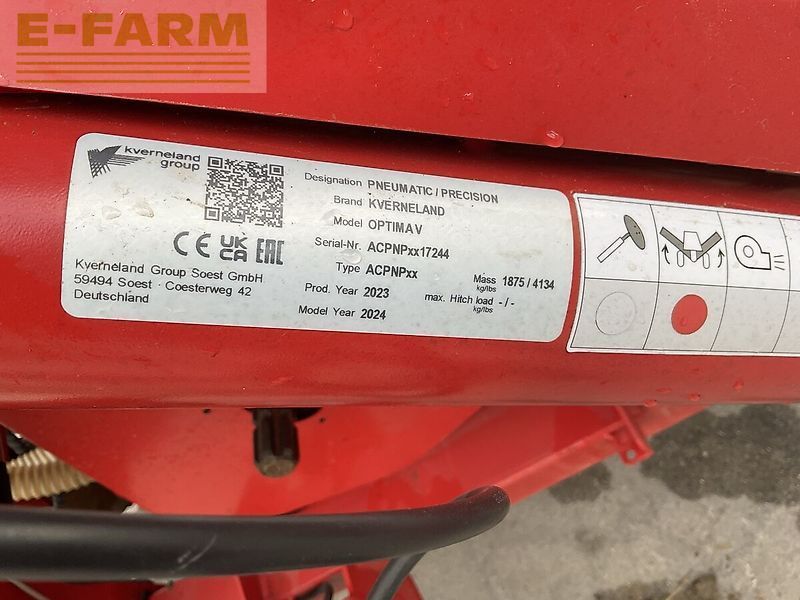 E-FARM
kverneland
group
Designation PNEUMATIC / PRECISION
Brand KVERNELAND
Model OPTIMA V
Serial-Nr. ACPNPxx17244
Type ACPNPxx
Mass 1875 / 4134
kg/lbs
Prod. Year 2023
max. Hitch load - / -
kg/lbs
Model Year 2024
CE UK CA EAC
Kverneland Group Soest GmbH
59494 Soest · Coesterweg 42
Deutschland